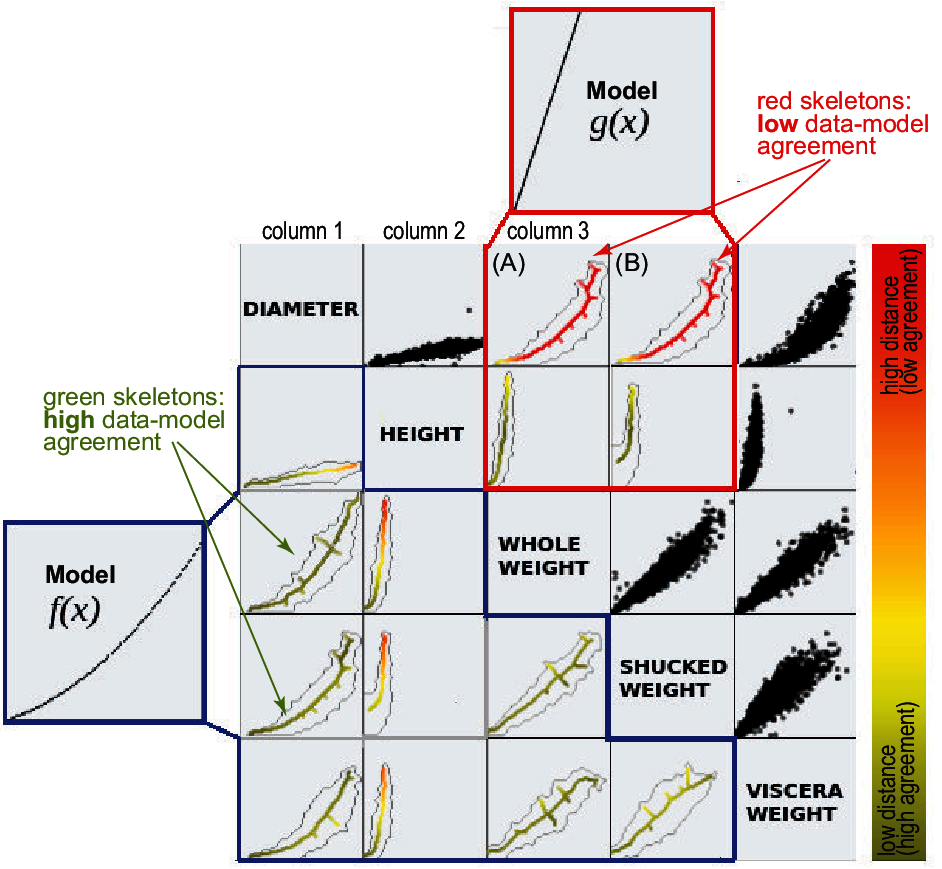 Model
g(x)
red skeletons:
low data-model
agreement
column 1
column 2
column 3
(A)
(B)
DIAMETER
high distance
(low agreement)
green skeletons:
high data-model
agreement
HEIGHT
Model
f(x)
WHOLE
WEIGHT
SHUCKED
WEIGHT
VISCERA
WEIGHT
low distance
(high agreement)